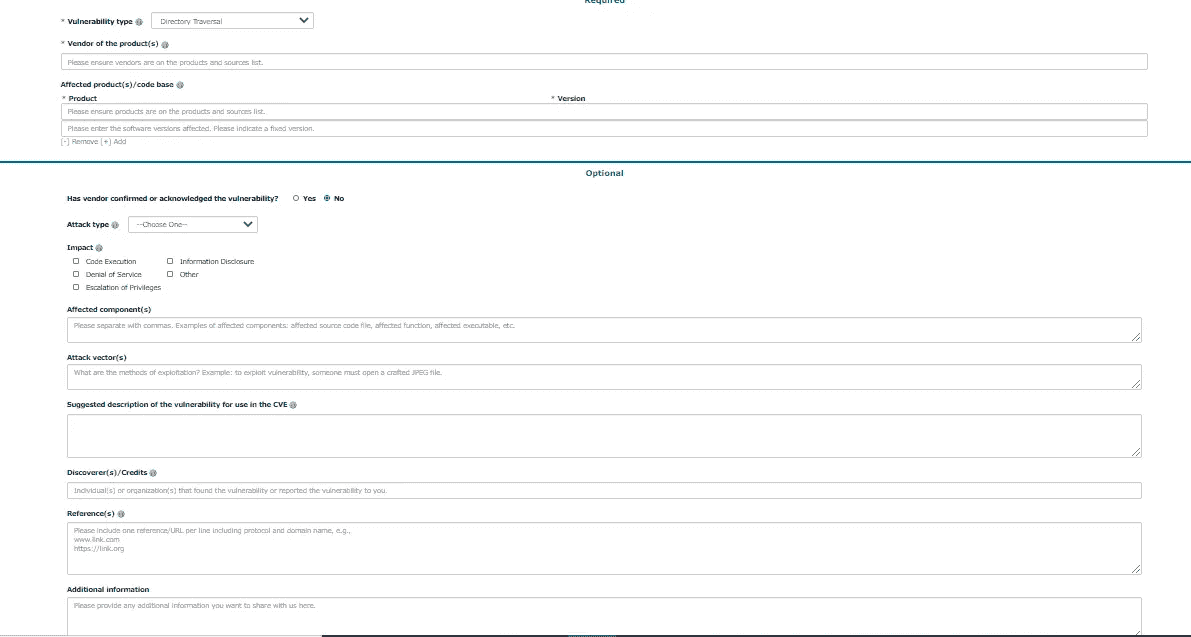 Required
* Vulnerability type
Directory Traversal
* Vendor of the product(s)
Please ensure vendors are on the products and sources list.
Affected product(s)/code base
* Product * Version
Please ensure products are on the products and sources list.
Please enter the software versions affected. Please indicate a fixed version.
[-] Remove [+] Add
Optional
Has vendor confirmed or acknowledged the vulnerability? Yes No
Attack type --Choose One--
Impact
Code Execution Information Disclosure
Denial of Service Other
Escalation of Privileges
Affected component(s)
Please separate with commas. Examples of affected components: affected source code file, affected function, affected executable, etc.
Attack vector(s)
What are the methods of exploitation? Example: to exploit vulnerability, someone must open a crafted JPEG file.
Suggested description of the vulnerability for use in the CVE
Discoverer(s)/Credits
Individual(s) or organization(s) that found the vulnerability or reported the vulnerability to you.
Reference(s)
Please include one reference/URL per line including protocol and domain name, e.g.,
www.link.com
https://link.org
Additional information
Please provide any additional information you want to share with us here.